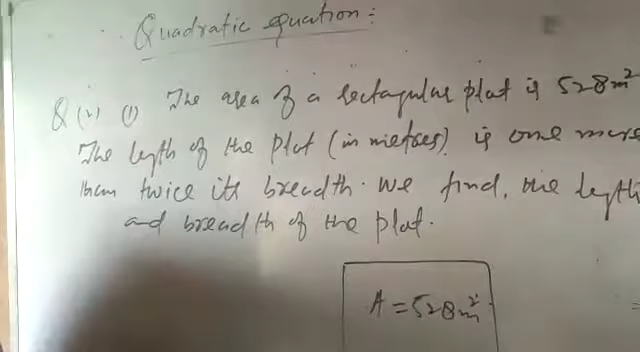 Quadratic equation:
Q (2) (i) The area of a rectangular plot is 528m²
The length of the plot (in metres) is one more
than twice its breadth. We find, the length
and breadth of the plot.
A = 528m²